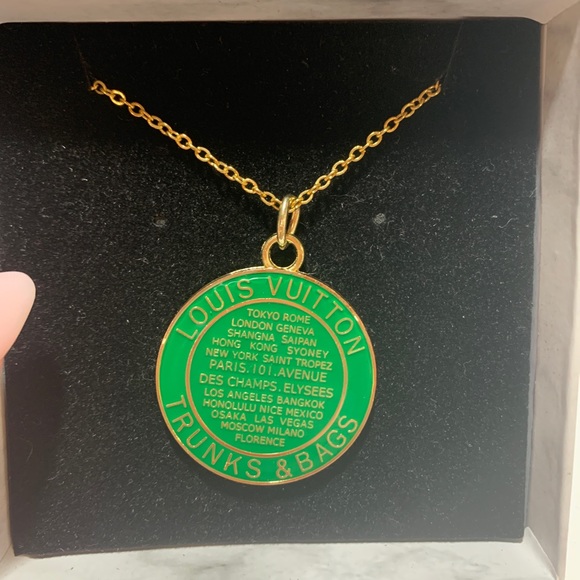 LOUIS VUITTON
TOKYO ROME
LONDON GENEVA
SHANGNA SAIPAN
HONG KONG SYONEY
NEW YORK SAINT TROPEZ
PARIS.101.AVENUE
DES CHAMPS.ELYSEES
LOS ANGELES BANGKOK
HONOLULU NICE MEXICO
OSAKA LAS VEGAS
MOSCOW MILANO
FLORENCE
TRUNKS & BAGS